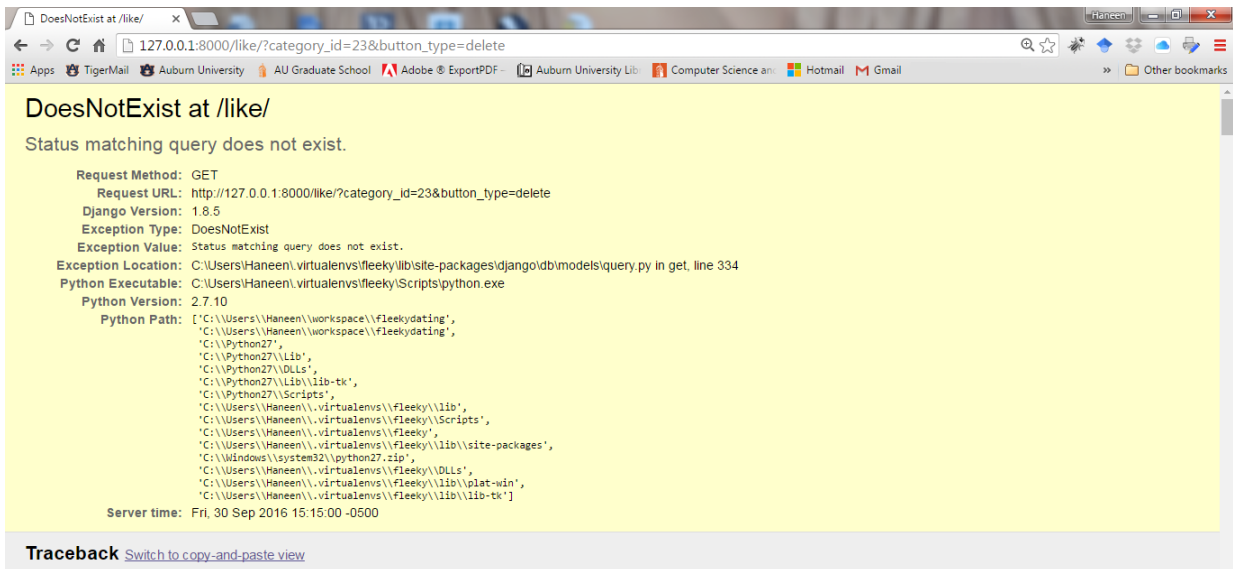 DoesNotExist at /like/
Haneen
127.0.0.1:8000/like/?category_id=23&button_type=delete
Apps TigerMail Auburn University AU Graduate School Adobe ® ExportPDF - Auburn University Lib Computer Science and Hotmail M Gmail » Other bookmarks
DoesNotExist at /like/
Status matching query does not exist.
Request Method: GET
Request URL: http://127.0.0.1:8000/like/?category_id=23&button_type=delete
Django Version: 1.8.5
Exception Type: DoesNotExist
Exception Value: Status matching query does not exist.
Exception Location: C:\Users\Haneen\.virtualenvs\fleeky\lib\site-packages\django\db\models\query.py in get, line 334
Python Executable: C:\Users\Haneen\.virtualenvs\fleeky\Scripts\python.exe
Python Version: 2.7.10
Python Path: ['C:\\Users\\Haneen\\workspace\\fleekydating',
'C:\\Users\\Haneen\\workspace\\fleekydating',
'C:\\Python27',
'C:\\Python27\\Lib',
'C:\\Python27\\DLLs',
'C:\\Python27\\Lib\\lib-tk',
'C:\\Python27\\Scripts',
'C:\\Users\\Haneen\\.virtualenvs\\fleeky\\lib',
'C:\\Users\\Haneen\\.virtualenvs\\fleeky\\Scripts',
'C:\\Users\\Haneen\\.virtualenvs\\fleeky',
'C:\\Users\\Haneen\\.virtualenvs\\fleeky\\lib\\site-packages',
'C:\\Windows\\system32\\python27.zip',
'C:\\Users\\Haneen\\.virtualenvs\\fleeky\\DLLs',
'C:\\Users\\Haneen\\.virtualenvs\\fleeky\\lib\\plat-win',
'C:\\Users\\Haneen\\.virtualenvs\\fleeky\\lib\\lib-tk']
Server time: Fri, 30 Sep 2016 15:15:00 -0500
Traceback Switch to copy-and-paste view